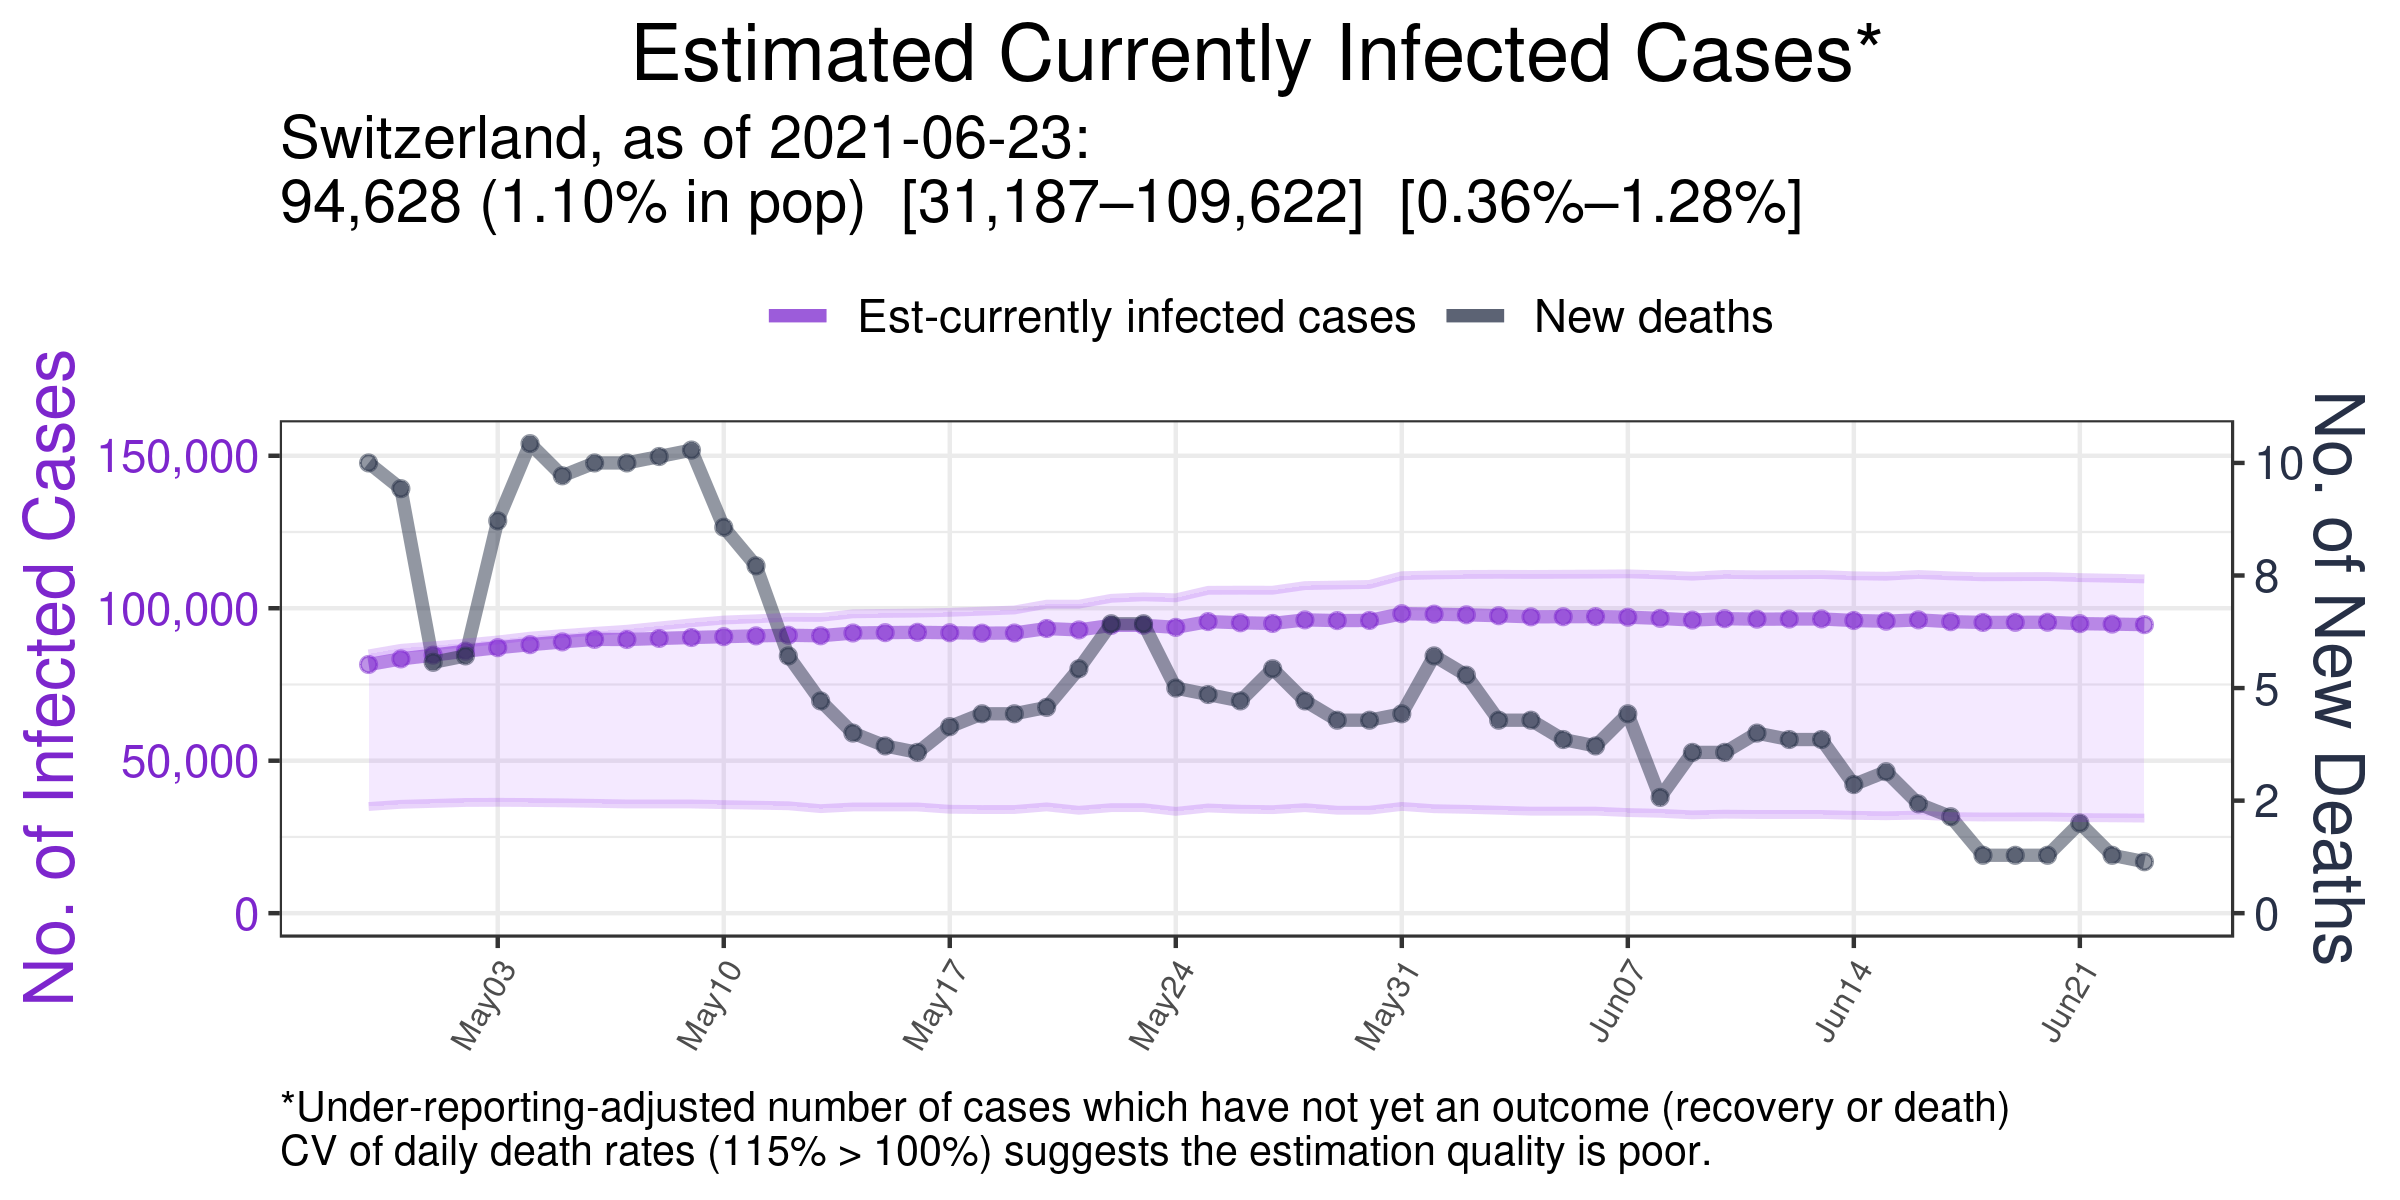 Estimated Currently Infected Cases*
Switzerland, as of 2021-06-23:
94,628 (1.10% in pop)  [31,187–109,622]  [0.36%–1.28%]
Est-currently infected cases
New deaths
No. of Infected Cases
150,000
100,000
50,000
0
10
8
5
2
0
No. of New Deaths
May03
May10
May17
May24
May31
Jun07
Jun14
Jun21
*Under-reporting-adjusted number of cases which have not yet an outcome (recovery or death)
CV of daily death rates (115% > 100%) suggests the estimation quality is poor.